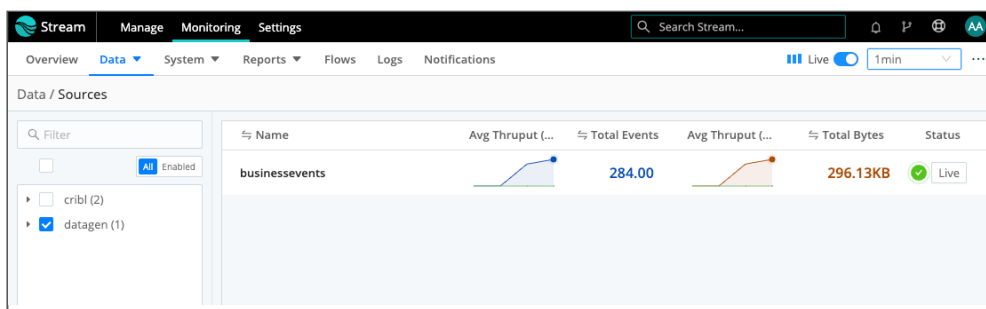 Stream Manage Monitoring Settings Search Stream... AA
Overview Data System Reports Flows Logs Notifications Live 1min ...
Data / Sources
Filter
All Enabled
cribl (2)
datagen (1)
Name Avg Thruput (... Total Events Avg Thruput (... Total Bytes Status
businessevents 284.00 296.13KB Live